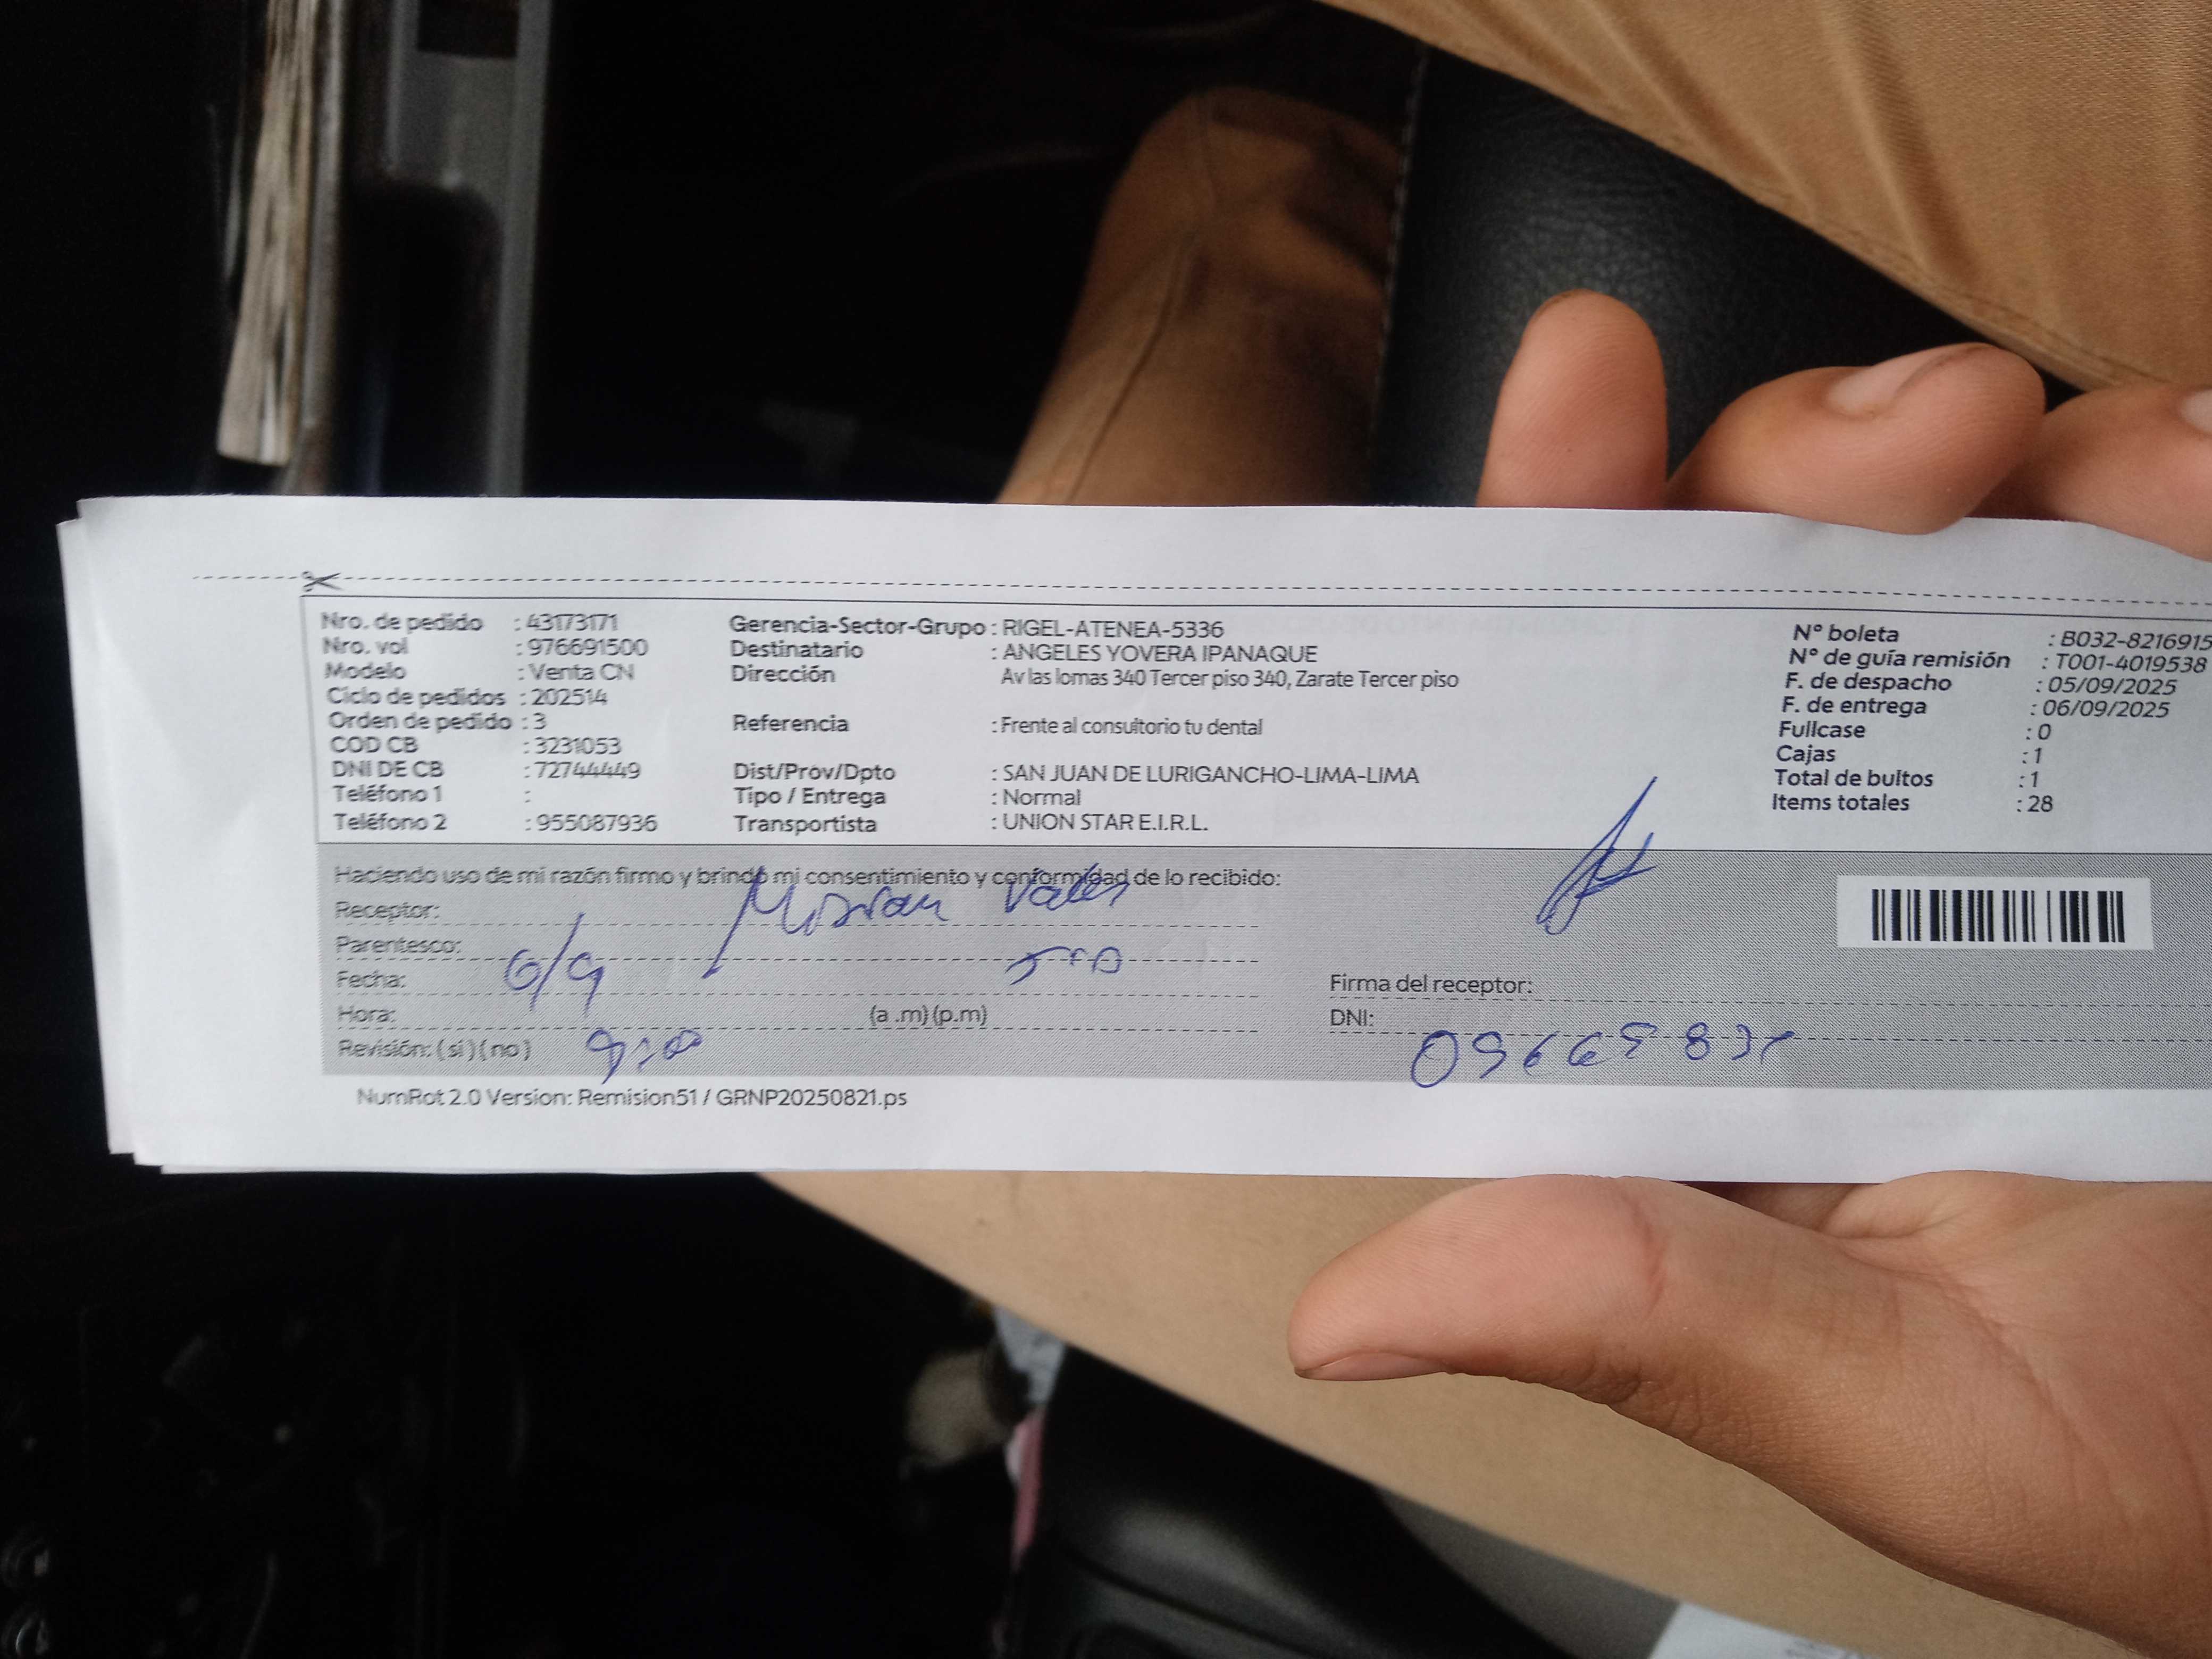 Nro. de pedido : 43173171
Nro. vol : 976691500
Modelo : Venta CN
Ciclo de pedidos : 202514
Orden de pedido : 3
COD CB : 3231053
DNI DE CB : 72744449
Teléfono 1 :
Teléfono 2 : 955087936
Gerencia-Sector-Grupo : RIGEL-ATENEA-5336
Destinatario : ANGELES YOVERA IPANAQUE
Dirección Av las lomas 340 Tercer piso 340, Zarate Tercer piso
Referencia : Frente al consultorio tu dental
Dist/Prov/Dpto : SAN JUAN DE LURIGANCHO-LIMA-LIMA
Tipo / Entrega : Normal
Transportista : UNION STAR E.I.R.L.
N° boleta : B032-8216915
N° de guía remisión : T001-4019538
F. de despacho : 05/09/2025
F. de entrega : 06/09/2025
Fullcase : 0
Cajas : 1
Total de bultos : 1
Items totales : 28
Haciendo uso de mi razón firmo y brindo mi consentimiento y conformidad de lo recibido:
Receptor:
Parentesco:
Fecha: 6/9
Hora: (a .m) (p.m)
Revisión: ( si ) ( no )
Firma del receptor:
DNI:
NumRot 2.0 Version: Remision51 / GRNP20250821.ps